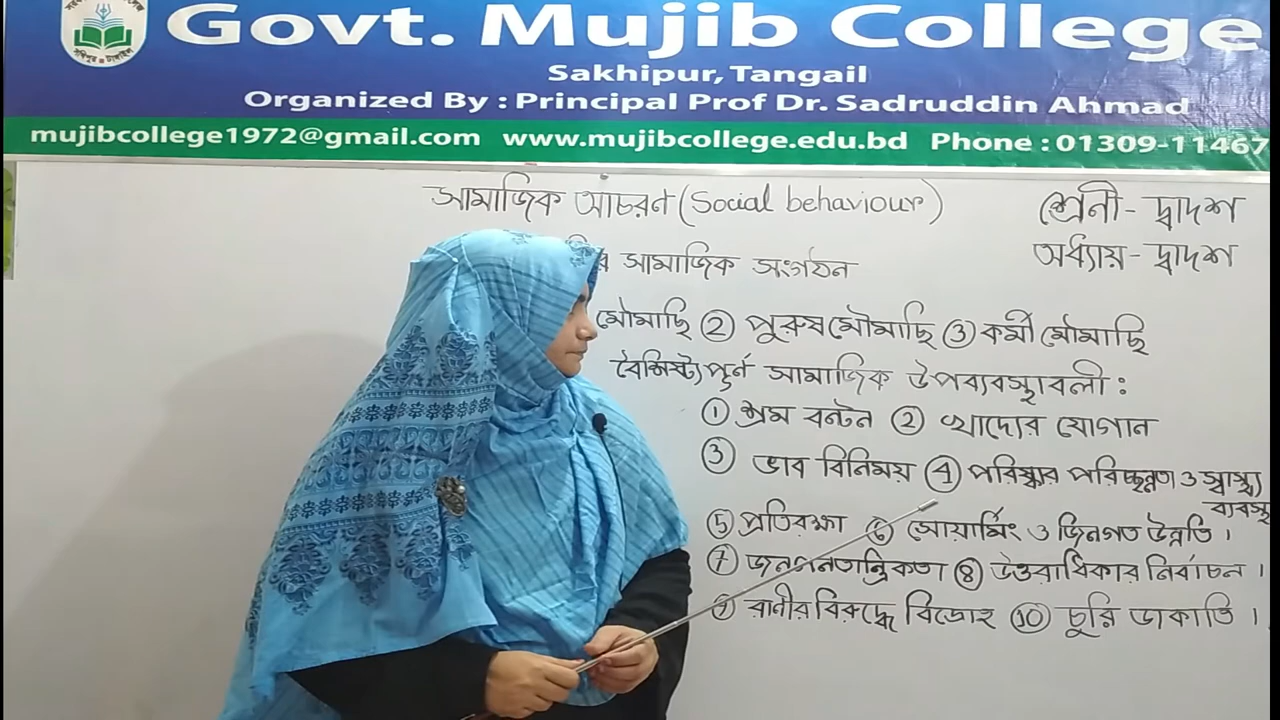 Govt. Mujib College
Sakhipur, Tangail
Organized By : Principal Prof Dr. Sadruddin Ahmad
mujibcollege1972@gmail.com www.mujibcollege.edu.bd Phone : 01309-11467
সামাজিক আচরণ (Social behaviour)
শ্রেনী - দ্বাদশ
অধ্যায় - দ্বাদশ
সামাজিক সংগঠন
মৌমাছি ② পুরুষ মৌমাছি ③ কর্মী মৌমাছি
বৈশিষ্ট্যপূর্ণ সামাজিক উপব্যবস্থাবলী :
① শ্রম বন্টন ② খাদ্যের যোগান
③ ভাব বিনিময় ④ পরিষ্কার পরিচ্ছন্নতা ও স্বাস্থ্য
⑤ প্রতিরক্ষা ⑥ সোয়ার্মিং ও জিনগত উন্নতি ।
⑦ জনগনতান্ত্রিকতা ⑧ উত্তরাধিকার নির্বাচন ।
⑨ রাণীর বিরুদ্ধে বিদ্রোহ ⑩ চুরি ডাকাতি ।